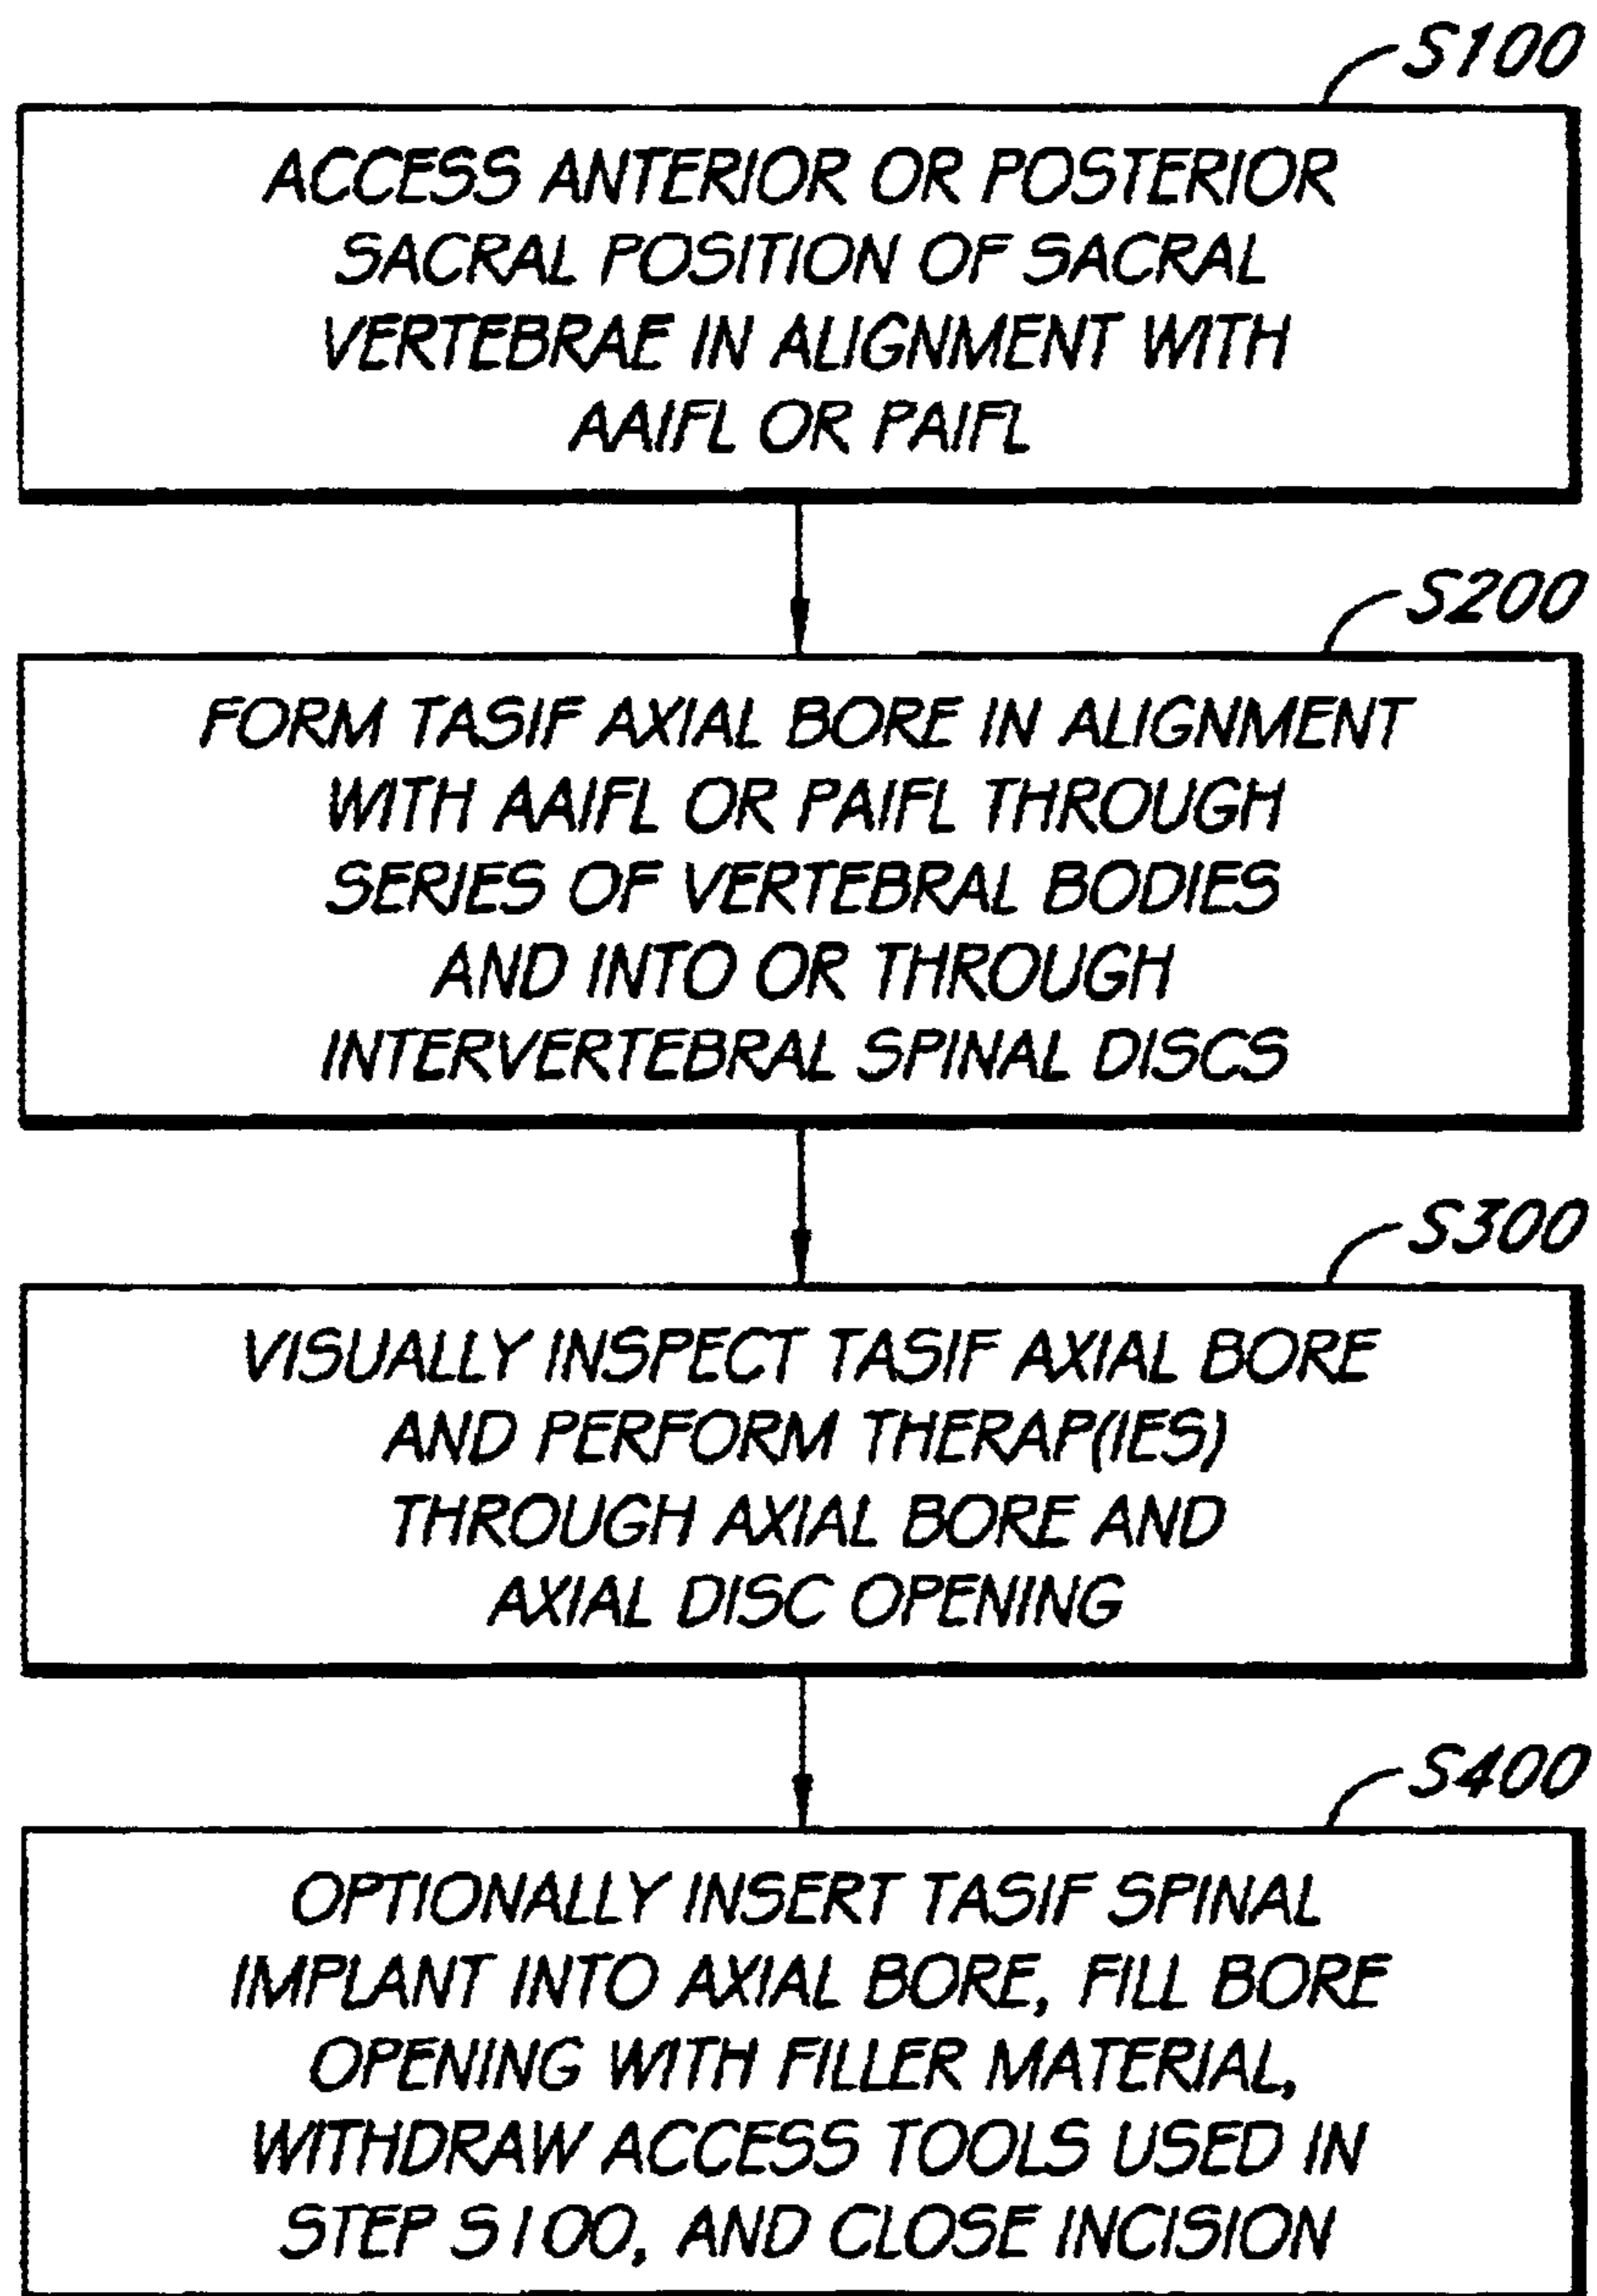 S100
ACCESS ANTERIOR OR POSTERIOR
SACRAL POSITION OF SACRAL
VERTEBRAE IN ALIGNMENT WITH
AAIFL OR PAIFL
S200
FORM TASIF AXIAL BORE IN ALIGNMENT
WITH AAIFL OR PAIFL THROUGH
SERIES OF VERTEBRAL BODIES
AND INTO OR THROUGH
INTERVERTEBRAL SPINAL DISCS
S300
VISUALLY INSPECT TASIF AXIAL BORE
AND PERFORM THERAP(IES)
THROUGH AXIAL BORE AND
AXIAL DISC OPENING
S400
OPTIONALLY INSERT TASIF SPINAL
IMPLANT INTO AXIAL BORE, FILL BORE
OPENING WITH FILLER MATERIAL,
WITHDRAW ACCESS TOOLS USED IN
STEP S100, AND CLOSE INCISION